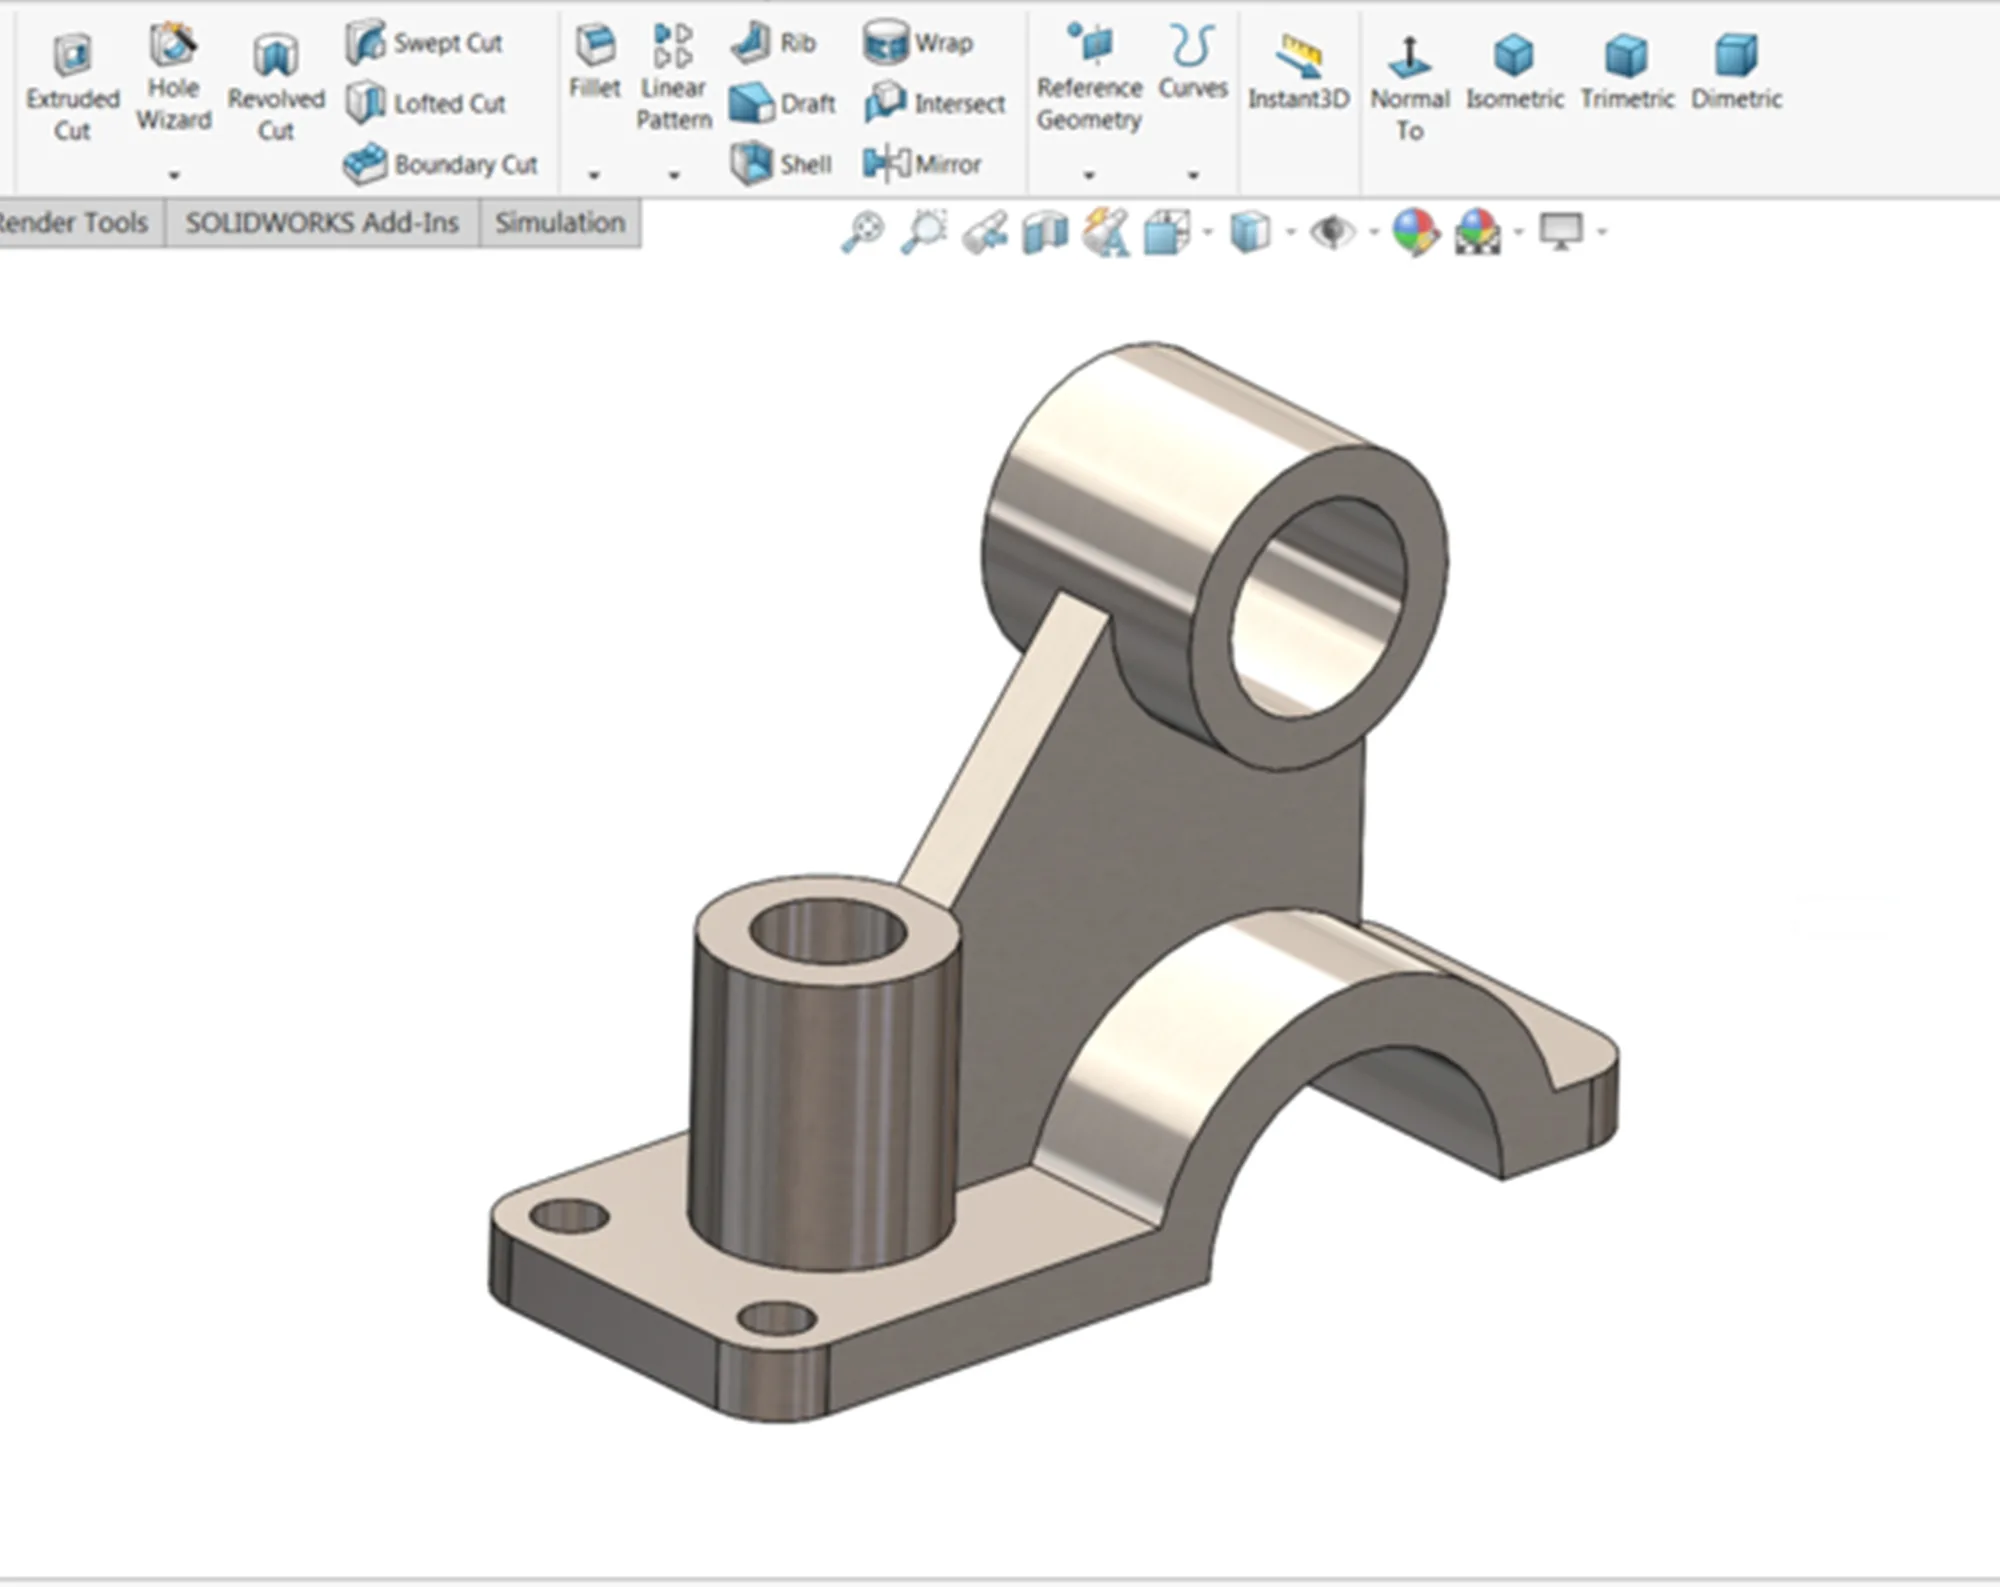 Extruded Cut
Hole Wizard
Revolved Cut
Swept Cut
Lofted Cut
Boundary Cut
Fillet
Linear Pattern
Rib
Draft
Shell
Wrap
Intersect
Mirror
Reference Geometry
Curves
Instant3D
Normal To
Isometric
Trimetric
Dimetric
Render Tools
SOLIDWORKS Add-Ins
Simulation